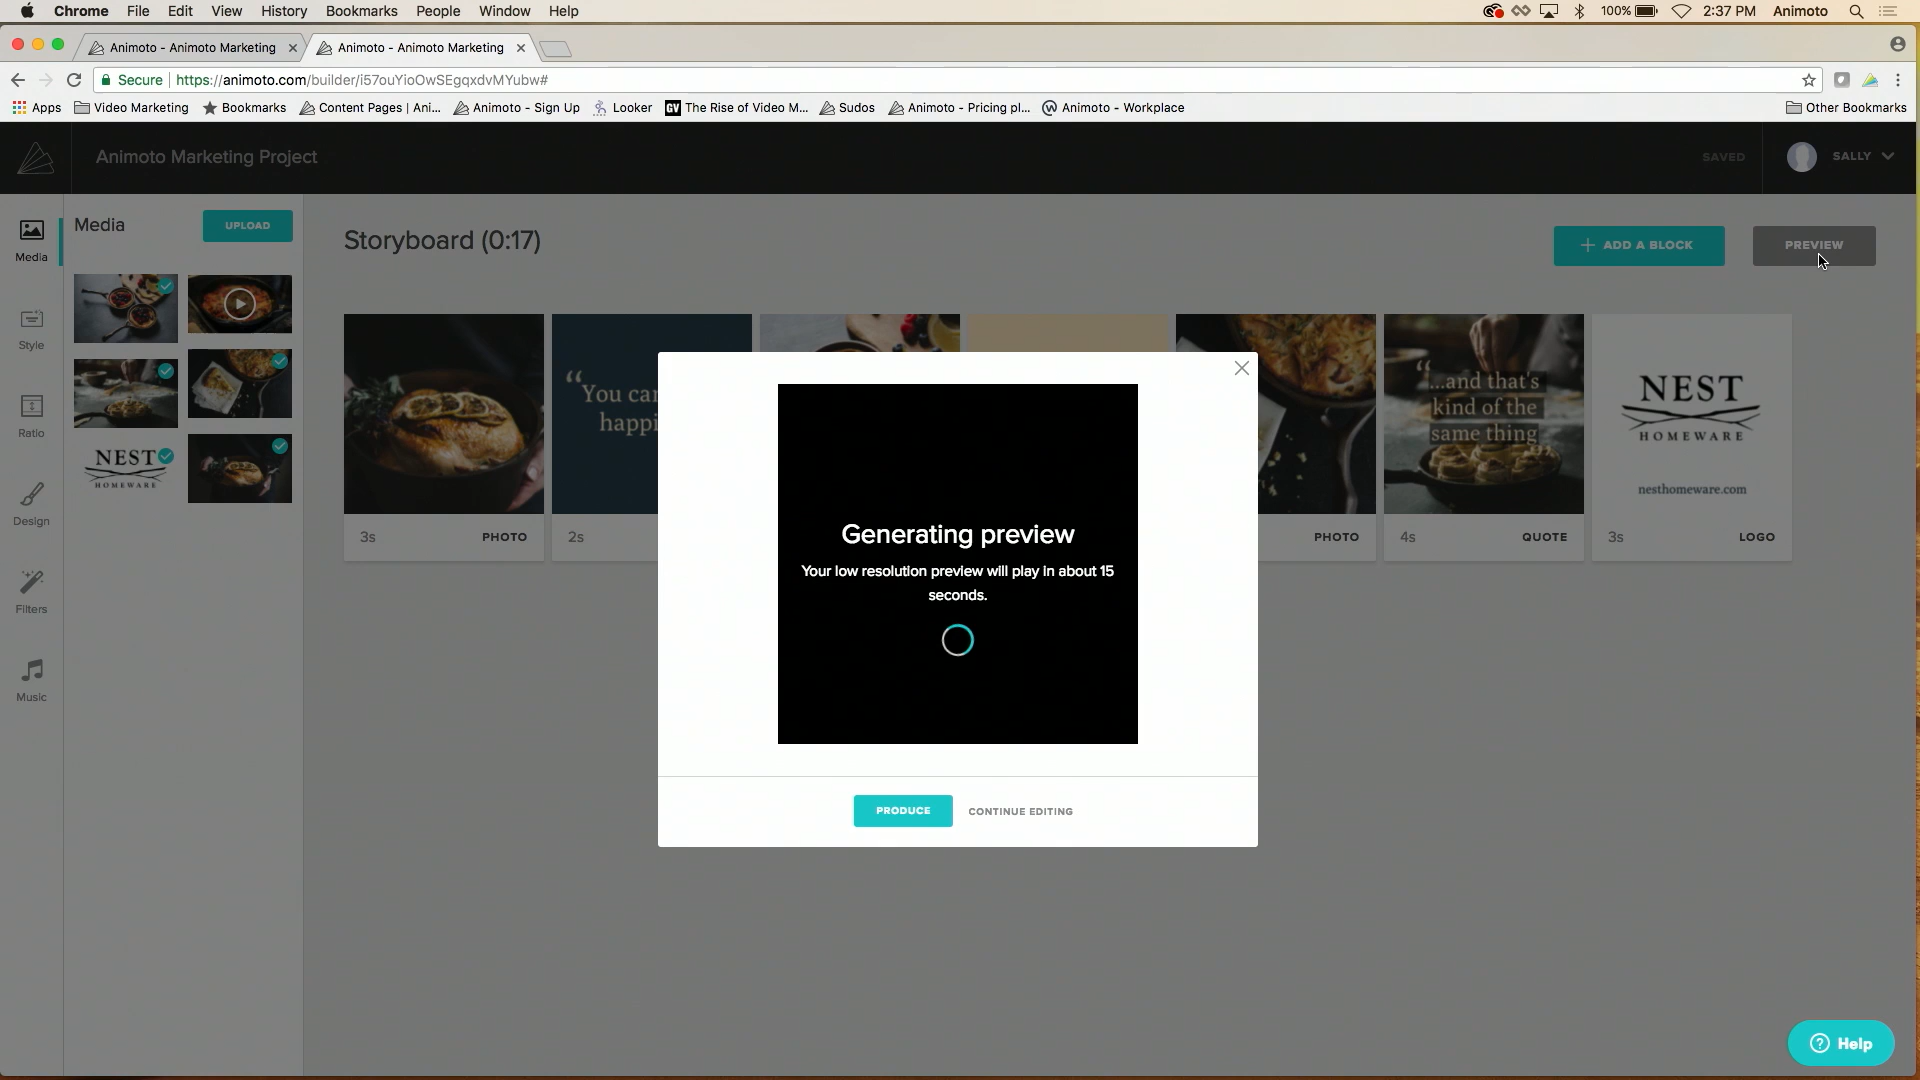 Chrome File Edit View History Bookmarks People Window Help 100% 2:37 PM Animoto
Animoto - Animoto Marketing
Animoto - Animoto Marketing
Secure https://animoto.com/builder/i57ouYioOwSEgqxdvMYubw#
Apps Video Marketing Bookmarks Content Pages | Ani... Animoto - Sign Up Looker GV The Rise of Video M... Sudos Animoto - Pricing pl... Animoto - Workplace Other Bookmarks
Animoto Marketing Project SAVED SALLY
Media
Style
Ratio
Design
Filters
Music
Media UPLOAD
NEST
HOMEWARE
Storyboard (0:17) + ADD A BLOCK PREVIEW
3s PHOTO
“You can
happi
2s
PHOTO
“...and that's
kind of the
same thing
4s QUOTE
NEST
HOMEWARE
nesthomeware.com
3s LOGO
Generating preview
Your low resolution preview will play in about 15
seconds.
PRODUCE CONTINUE EDITING
? Help